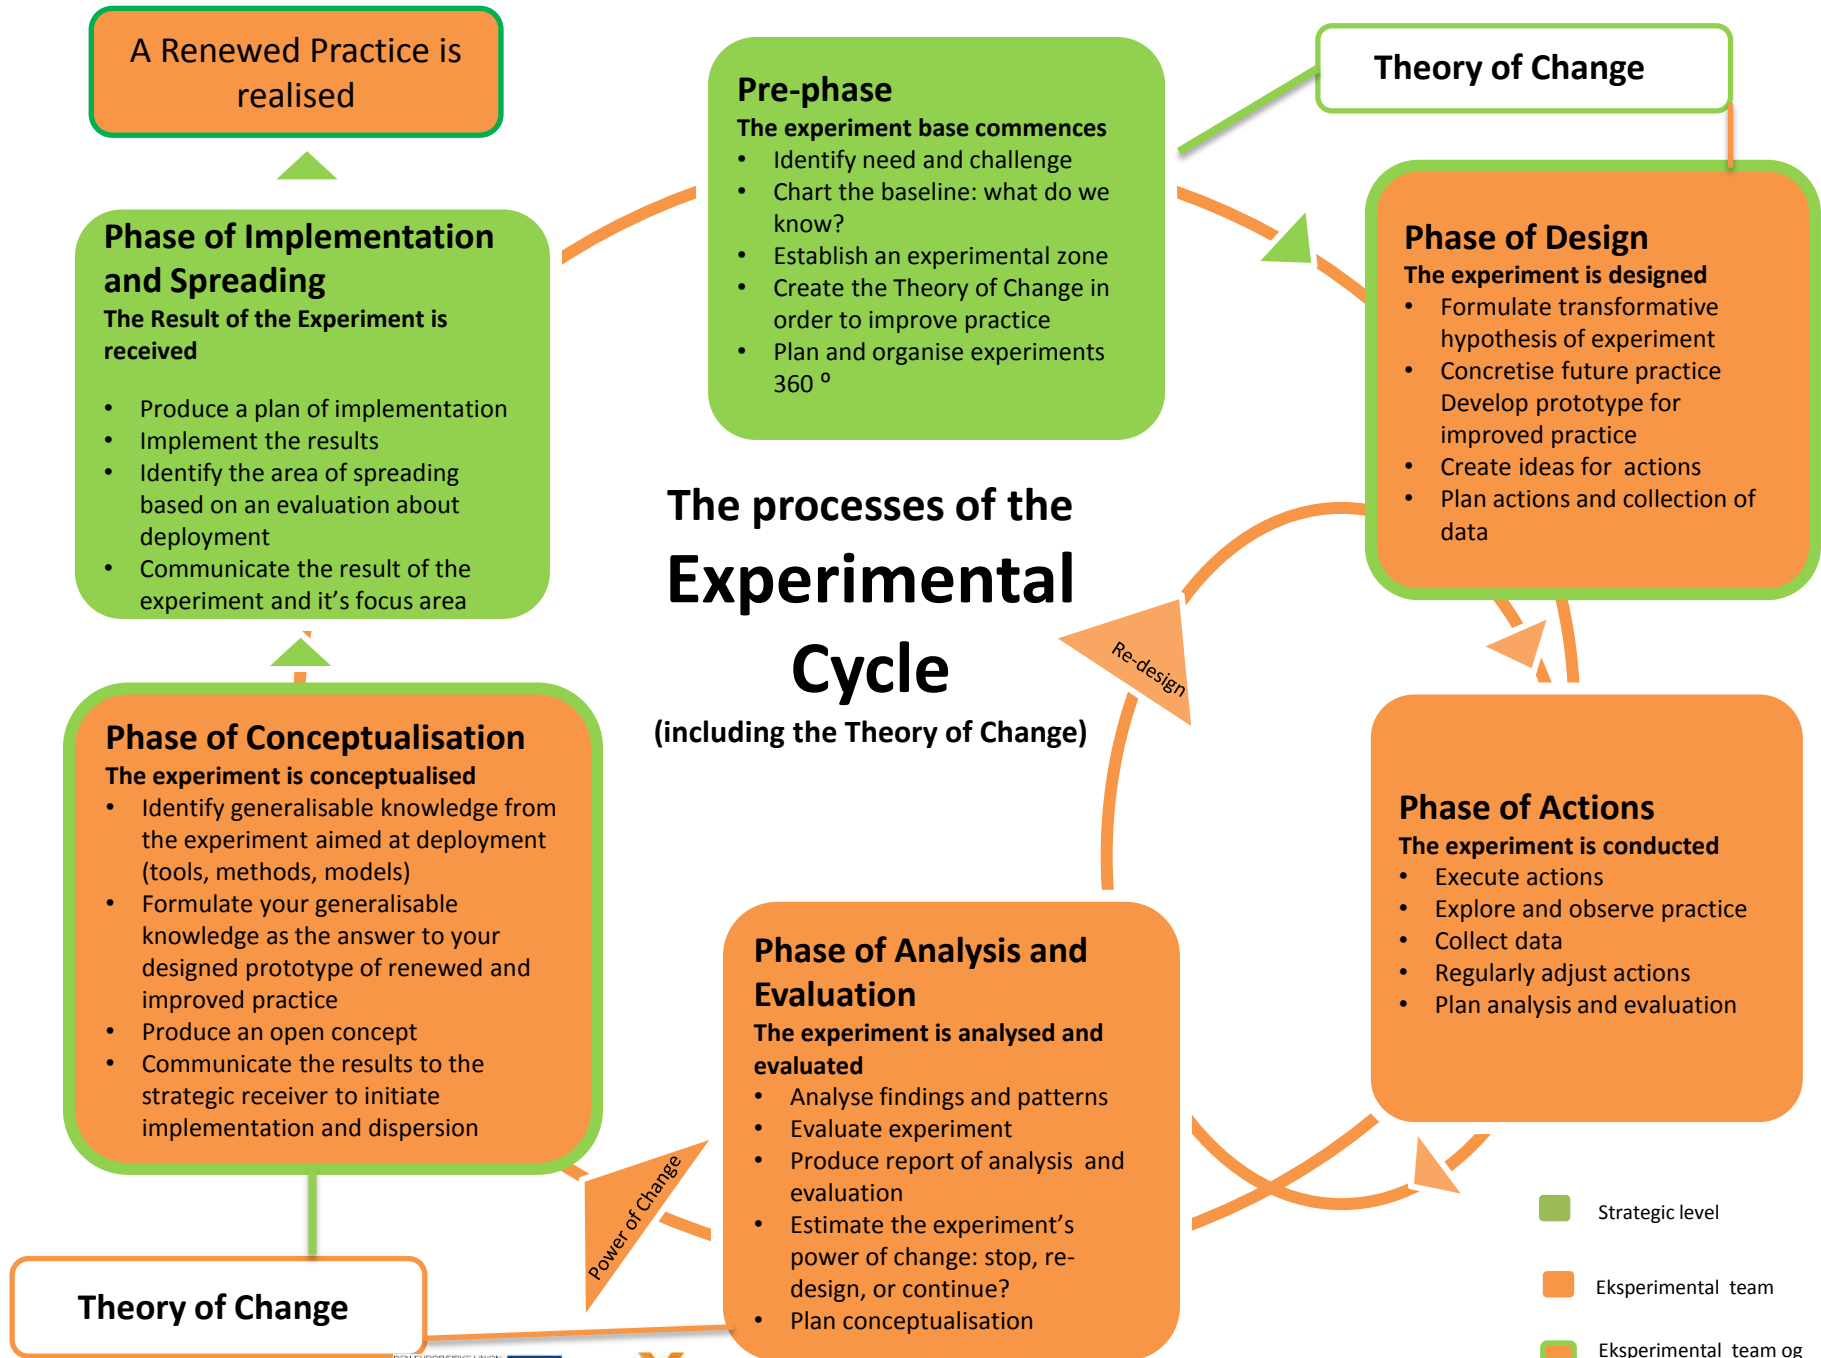 A Renewed Practice is
realised
Pre-phase
The experiment base commences
• Identify need and challenge
• Chart the baseline: what do we
know?
• Establish an experimental zone
• Create the Theory of Change in
order to improve practice
• Plan and organise experiments
360 º
Theory of Change
Phase of Design
The experiment is designed
• Formulate transformative
hypothesis of experiment
• Concretise future practice
Develop prototype for
improved practice
• Create ideas for actions
• Plan actions and collection of
data
Phase of Implementation
and Spreading
The Result of the Experiment is
received
• Produce a plan of implementation
• Implement the results
• Identify the area of spreading
based on an evaluation about
deployment
• Communicate the result of the
experiment and it's focus area
The processes of the
Experimental
Cycle
(including the Theory of Change)
Re-design
Phase of Conceptualisation
The experiment is conceptualised
• Identify generalisable knowledge from
the experiment aimed at deployment
(tools, methods, models)
• Formulate your generalisable
knowledge as the answer to your
designed prototype of renewed and
improved practice
• Produce an open concept
• Communicate the results to the
strategic receiver to initiate
implementation and dispersion
Phase of Actions
The experiment is conducted
• Execute actions
• Explore and observe practice
• Collect data
• Regularly adjust actions
• Plan analysis and evaluation
Phase of Analysis and
Evaluation
The experiment is analysed and
evaluated
• Analyse findings and patterns
• Evaluate experiment
• Produce report of analysis and
evaluation
• Estimate the experiment's
power of change: stop, re-
design, or continue?
• Plan conceptualisation
Power of Change
Theory of Change
Strategic level
Eksperimental team
Eksperimental team og